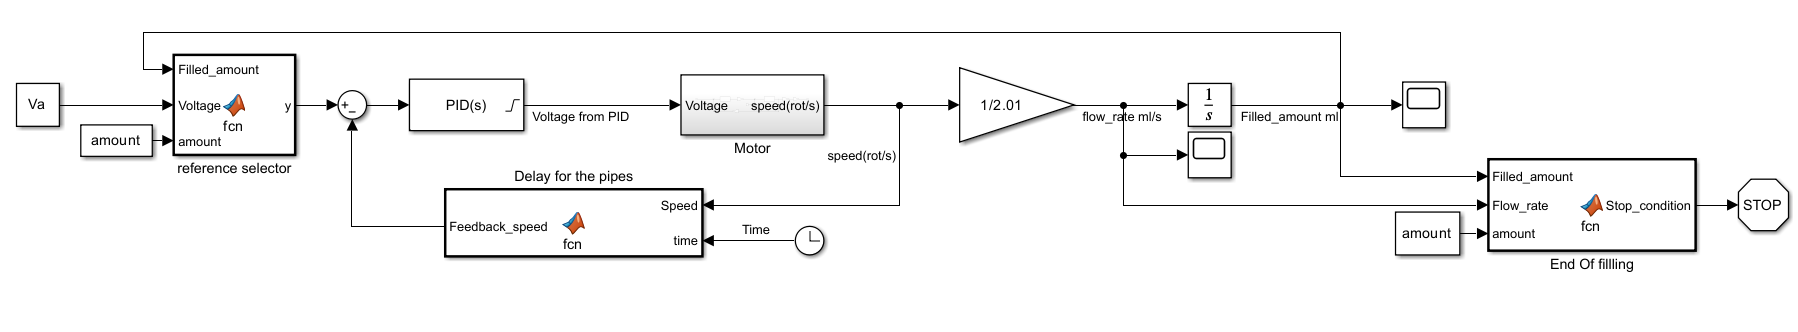 Va
amount
Filled_amount
Voltage
amount
fcn
y
reference selector
+
−
PID(s)
Voltage from PID
Voltage
speed(rot/s)
Motor
speed(rot/s)
Delay for the pipes
Feedback_speed
fcn
Speed
time
Time
1/2.01
flow_rate ml/s
1
s
Filled_amount ml
amount
Filled_amount
Flow_rate
amount
fcn
Stop_condition
End Of fillling
STOP